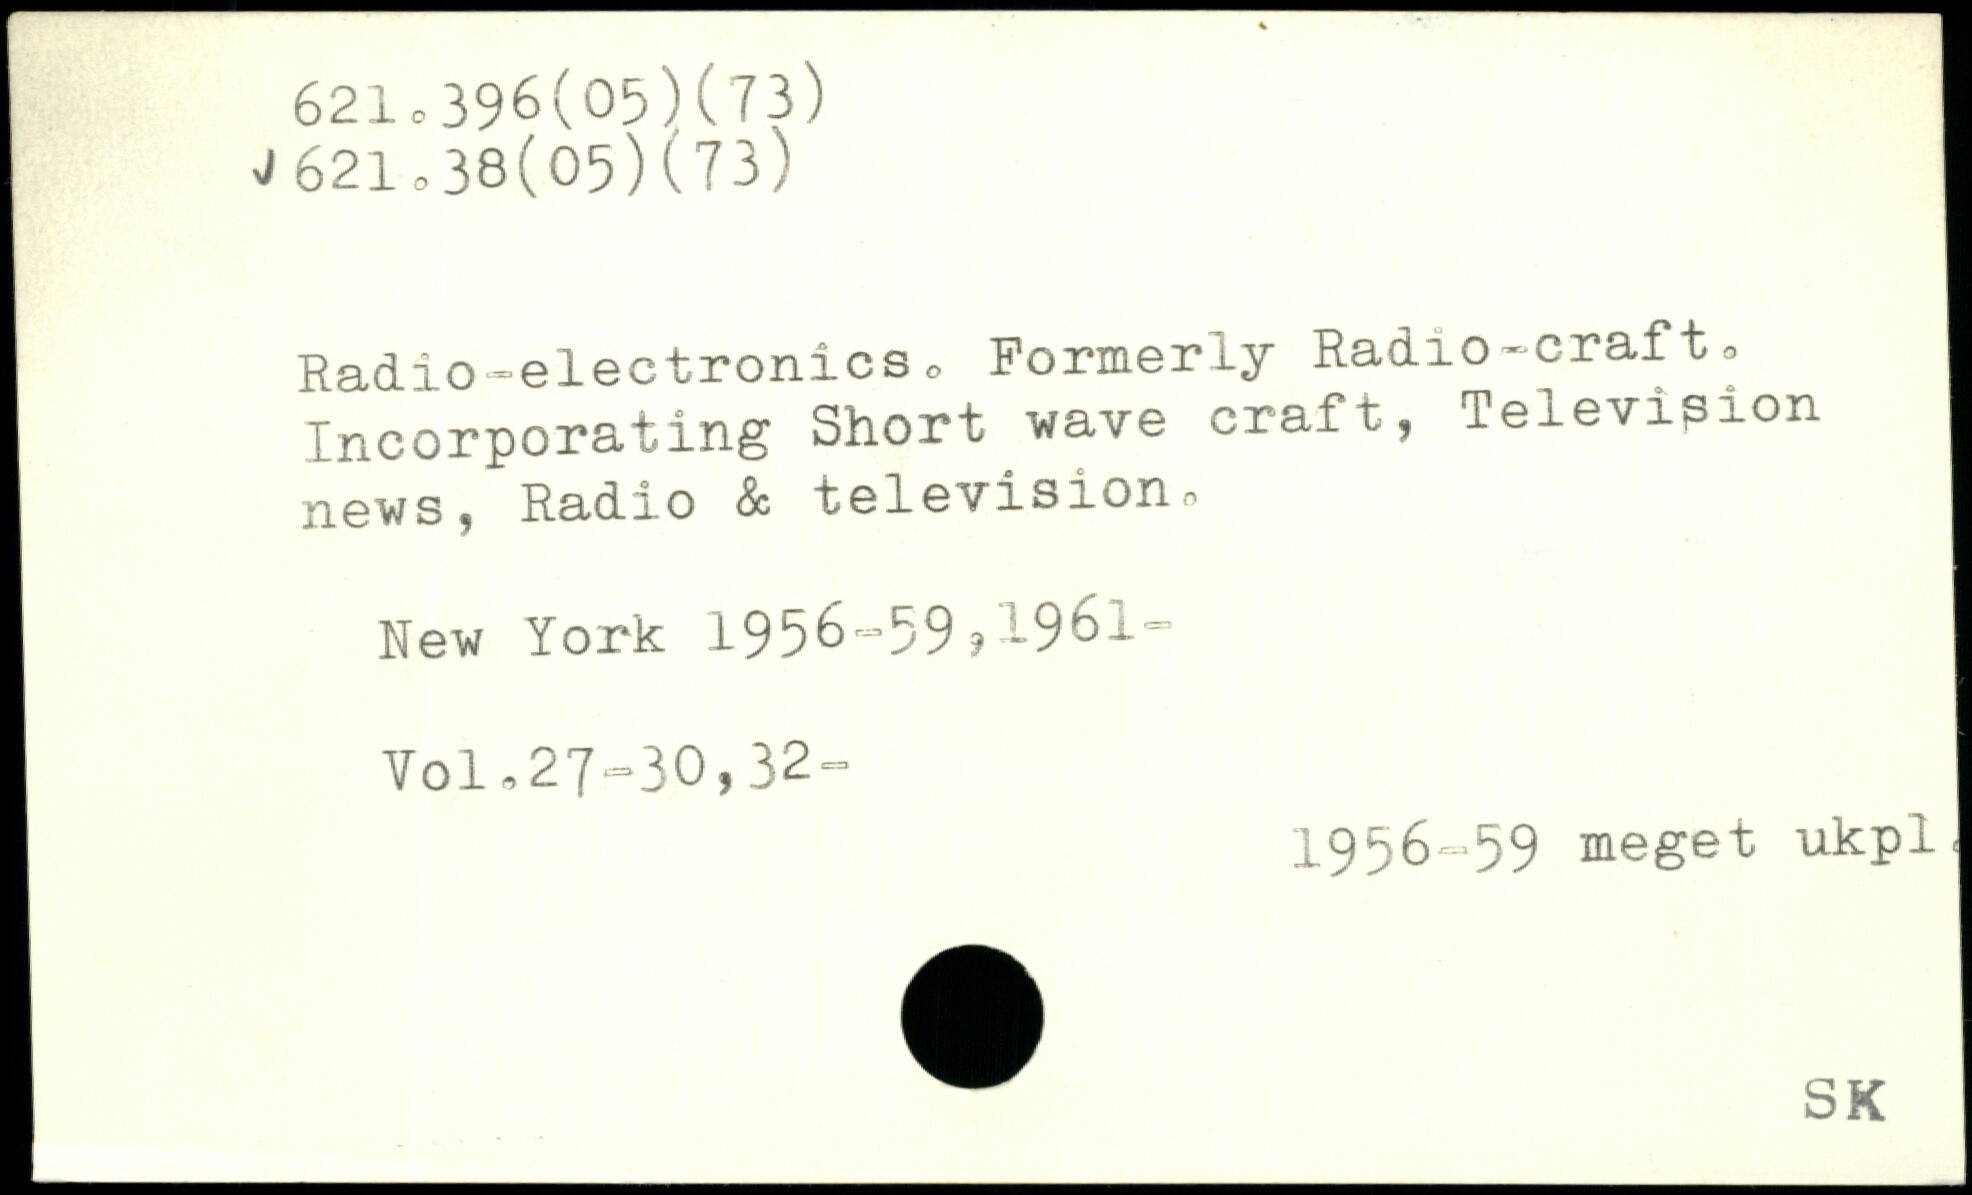 621.396(05)(73)
✓ 621.38(05)(73)
Radio-electronics. Formerly Radio-craft.
Incorporating Short wave craft, Television
news, Radio & television.
New York 1956-59,1961-
Vol.27-30,32-
1956-59 meget ukpl.
SK